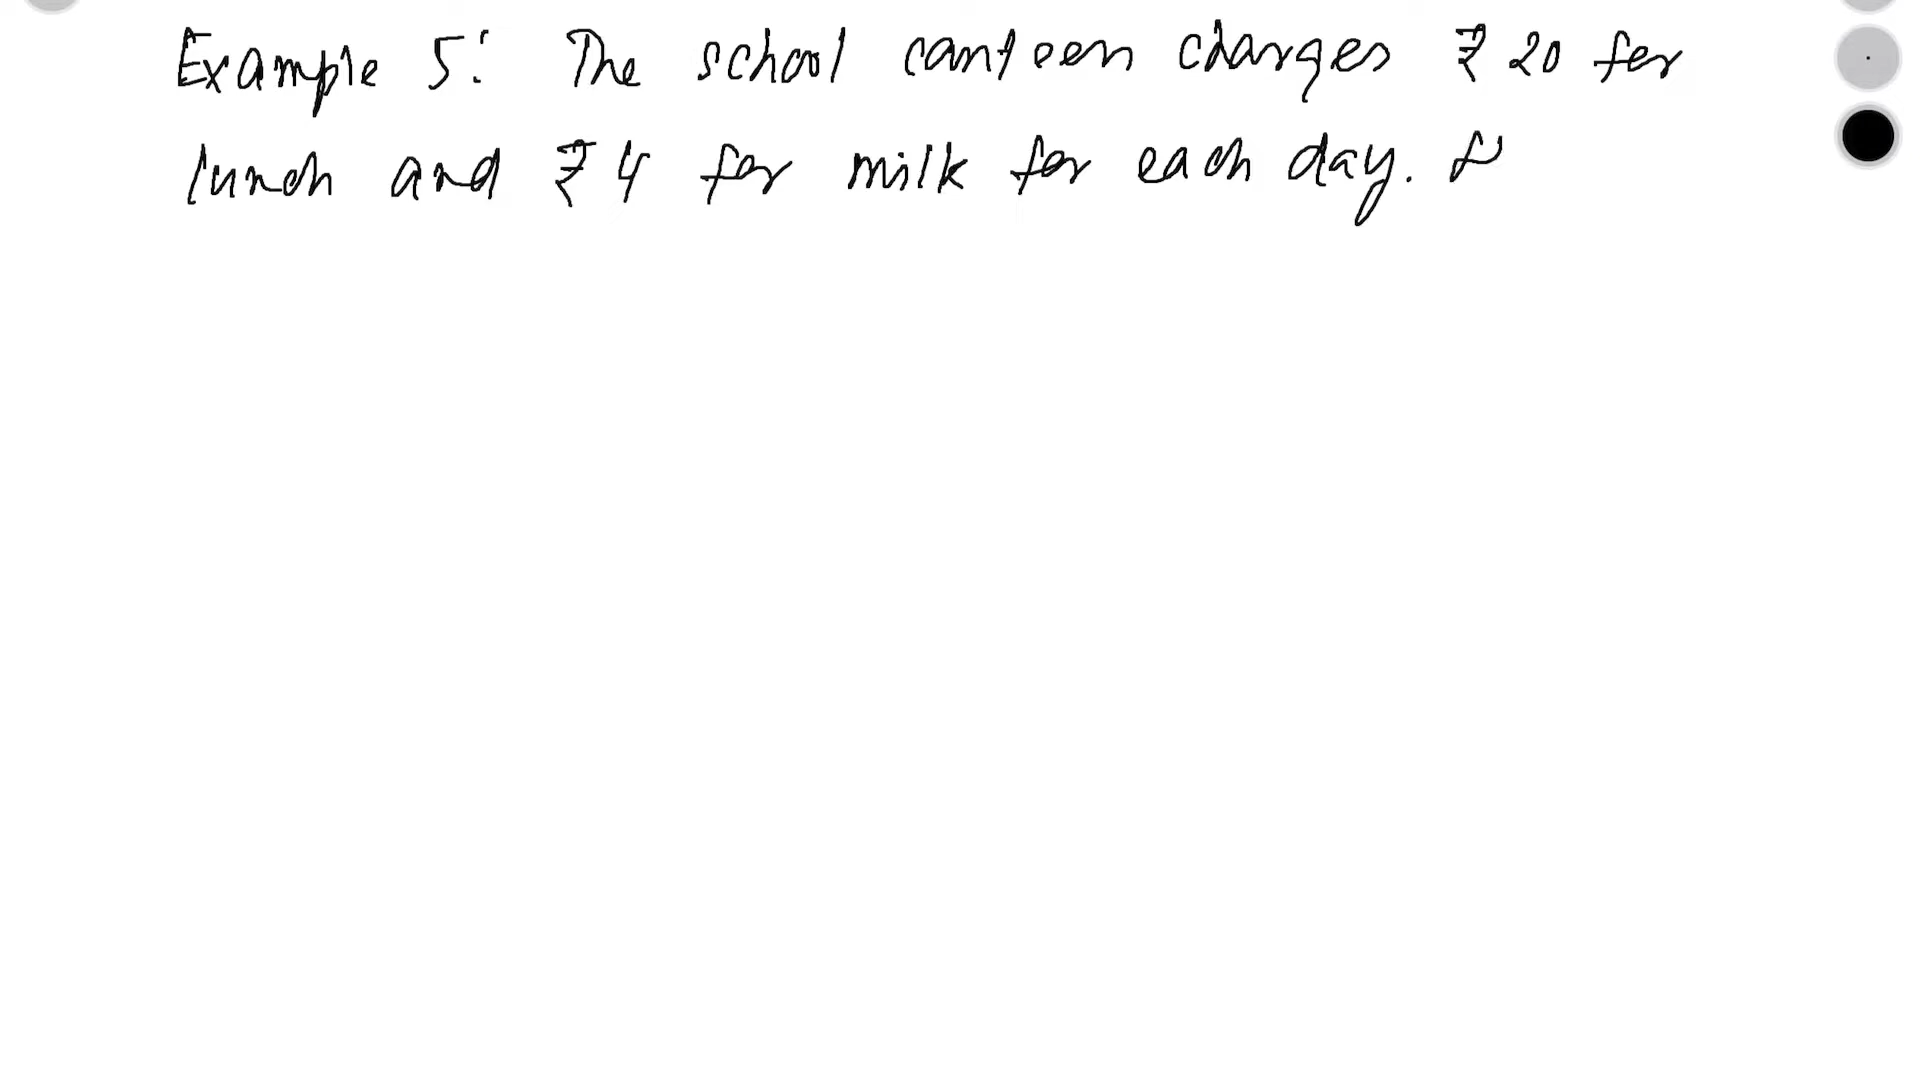 Example 5: The school canteen charges ₹ 20 for
lunch and ₹ 4 for milk for each day.